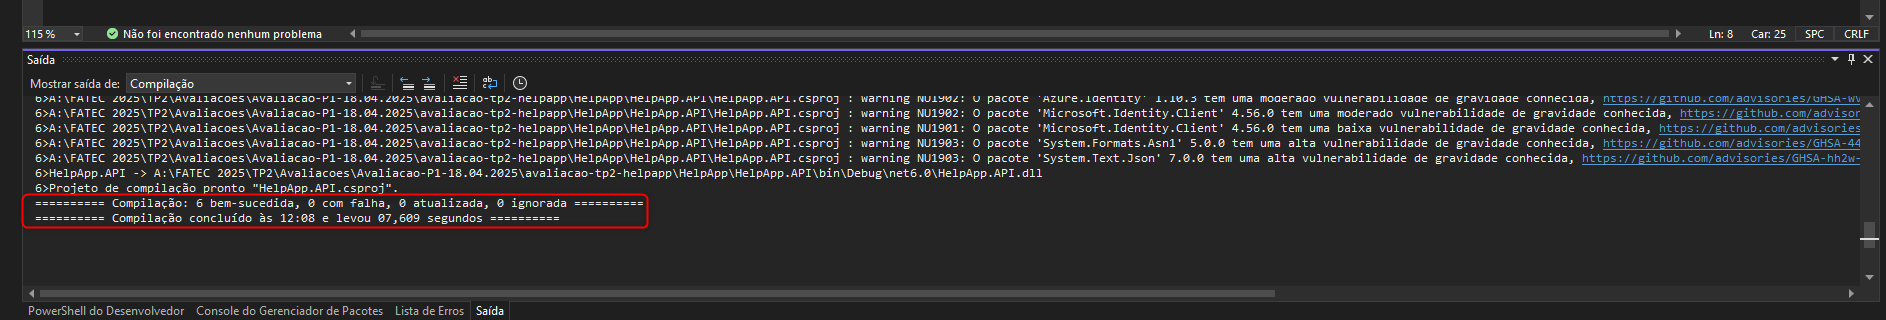 115 %
Não foi encontrado nenhum problema
Ln: 8 Car: 25 SPC CRLF
Saída
Mostrar saída de: Compilação
6>A:\FATEC 2025\TP2\Avaliacoes\Avaliacao-P1-18.04.2025\avaliacao-tp2-helpapp\HelpApp\HelpApp.API\HelpApp.API.csproj : warning NU1902: O pacote 'Azure.Identity' 1.10.3 tem uma moderado vulnerabilidade de gravidade conhecida, https://github.com/advisories/GHSA-wv
6>A:\FATEC 2025\TP2\Avaliacoes\Avaliacao-P1-18.04.2025\avaliacao-tp2-helpapp\HelpApp\HelpApp.API\HelpApp.API.csproj : warning NU1902: O pacote 'Microsoft.Identity.Client' 4.56.0 tem uma moderado vulnerabilidade de gravidade conhecida, https://github.com/advisor
6>A:\FATEC 2025\TP2\Avaliacoes\Avaliacao-P1-18.04.2025\avaliacao-tp2-helpapp\HelpApp\HelpApp.API\HelpApp.API.csproj : warning NU1901: O pacote 'Microsoft.Identity.Client' 4.56.0 tem uma baixa vulnerabilidade de gravidade conhecida, https://github.com/advisories
6>A:\FATEC 2025\TP2\Avaliacoes\Avaliacao-P1-18.04.2025\avaliacao-tp2-helpapp\HelpApp\HelpApp.API\HelpApp.API.csproj : warning NU1903: O pacote 'System.Formats.Asn1' 5.0.0 tem uma alta vulnerabilidade de gravidade conhecida, https://github.com/advisories/GHSA-44
6>A:\FATEC 2025\TP2\Avaliacoes\Avaliacao-P1-18.04.2025\avaliacao-tp2-helpapp\HelpApp\HelpApp.API\HelpApp.API.csproj : warning NU1903: O pacote 'System.Text.Json' 7.0.0 tem uma alta vulnerabilidade de gravidade conhecida, https://github.com/advisories/GHSA-hh2w-
6>HelpApp.API -> A:\FATEC 2025\TP2\Avaliacoes\Avaliacao-P1-18.04.2025\avaliacao-tp2-helpapp\HelpApp\HelpApp.API\bin\Debug\net6.0\HelpApp.API.dll
6>Projeto de compilação pronto "HelpApp.API.csproj".
========== Compilação: 6 bem-sucedida, 0 com falha, 0 atualizada, 0 ignorada ==========
========== Compilação concluído às 12:08 e levou 07,609 segundos ==========
PowerShell do Desenvolvedor Console do Gerenciador de Pacotes Lista de Erros Saída